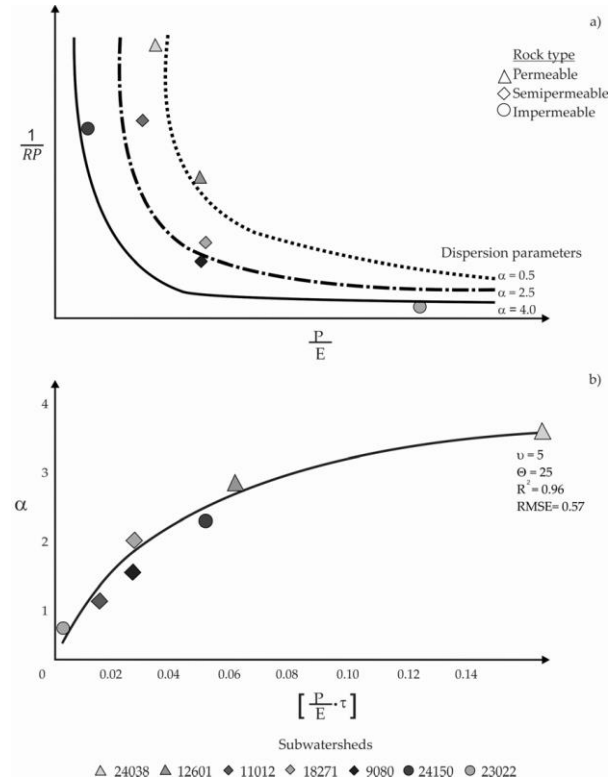 a)
Rock type
△ Permeable
◇ Semipermeable
○ Impermeable
1
RP
Dispersion parameters
α = 0.5
α = 2.5
α = 4.0
P
E
b)
4
3
α
2
1
υ = 5
Θ = 25
R² = 0.96
RMSE= 0.57
0 0.02 0.04 0.06 0.08 0.10 0.12 0.14
[P/E · τ]
Subwatersheds
24038 12601 11012 18271 9080 24150 23022